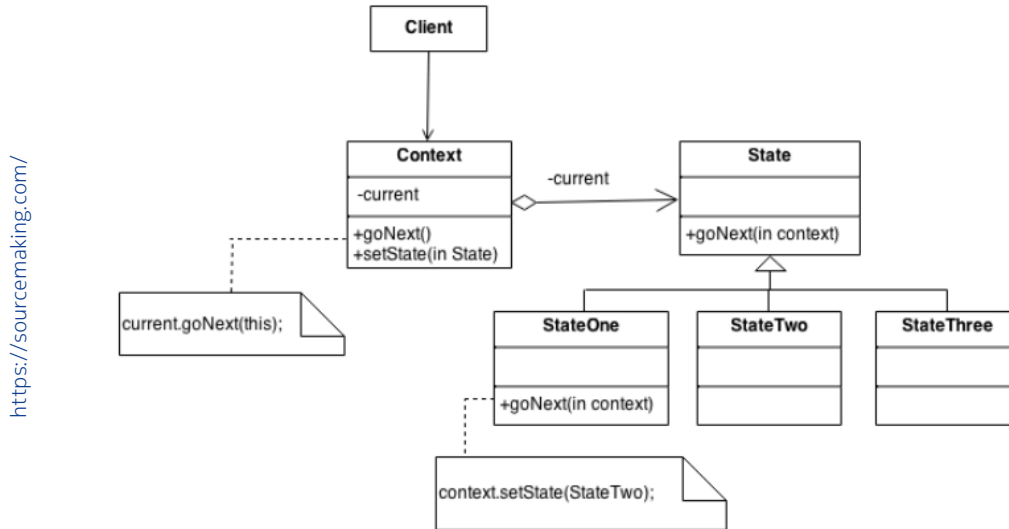 https://sourcemaking.com/
Client
Context
-current
+goNext()
+setState(in State)
-current
State
+goNext(in context)
current.goNext(this);
StateOne
+goNext(in context)
StateTwo
StateThree
context.setState(StateTwo);